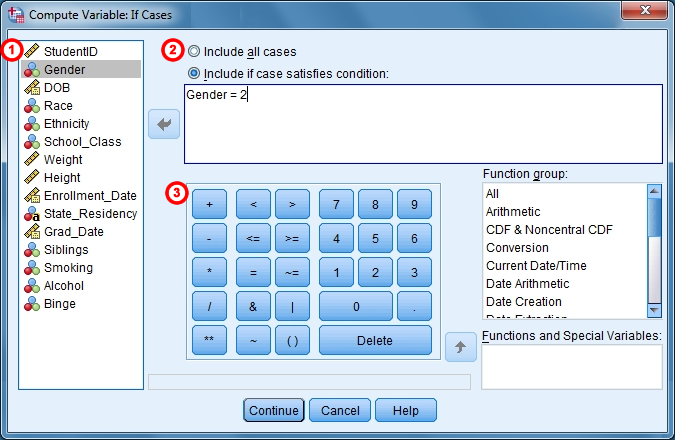 Compute Variable: If Cases
1
StudentID
Gender
DOB
Race
Ethnicity
School_Class
Weight
Height
Enrollment_Date
State_Residency
Grad_Date
Siblings
Smoking
Alcohol
Binge
2
Include all cases
Include if case satisfies condition:
Gender = 2
3
+ < > 7 8 9
- <= >= 4 5 6
* = ~= 1 2 3
/ & | 0 .
** ~ ( ) Delete
Function group:
All
Arithmetic
CDF & Noncentral CDF
Conversion
Current Date/Time
Date Arithmetic
Date Creation
Date Extraction
Functions and Special Variables:
Continue Cancel Help